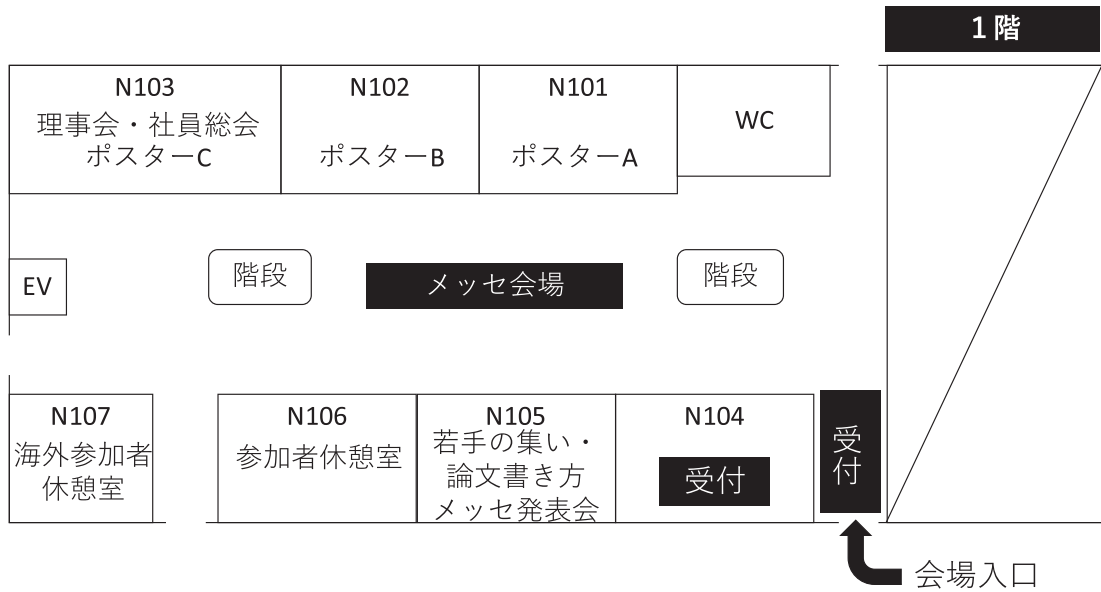 1階
N103
理事会・社員総会
ポスターC
N102
ポスターB
N101
ポスターA
WC
EV
階段
メッセ会場
階段
N107
海外参加者
休憩室
N106
参加者休憩室
N105
若手の集い・
論文書き方
メッセ発表会
N104
受付
受付
会場入口